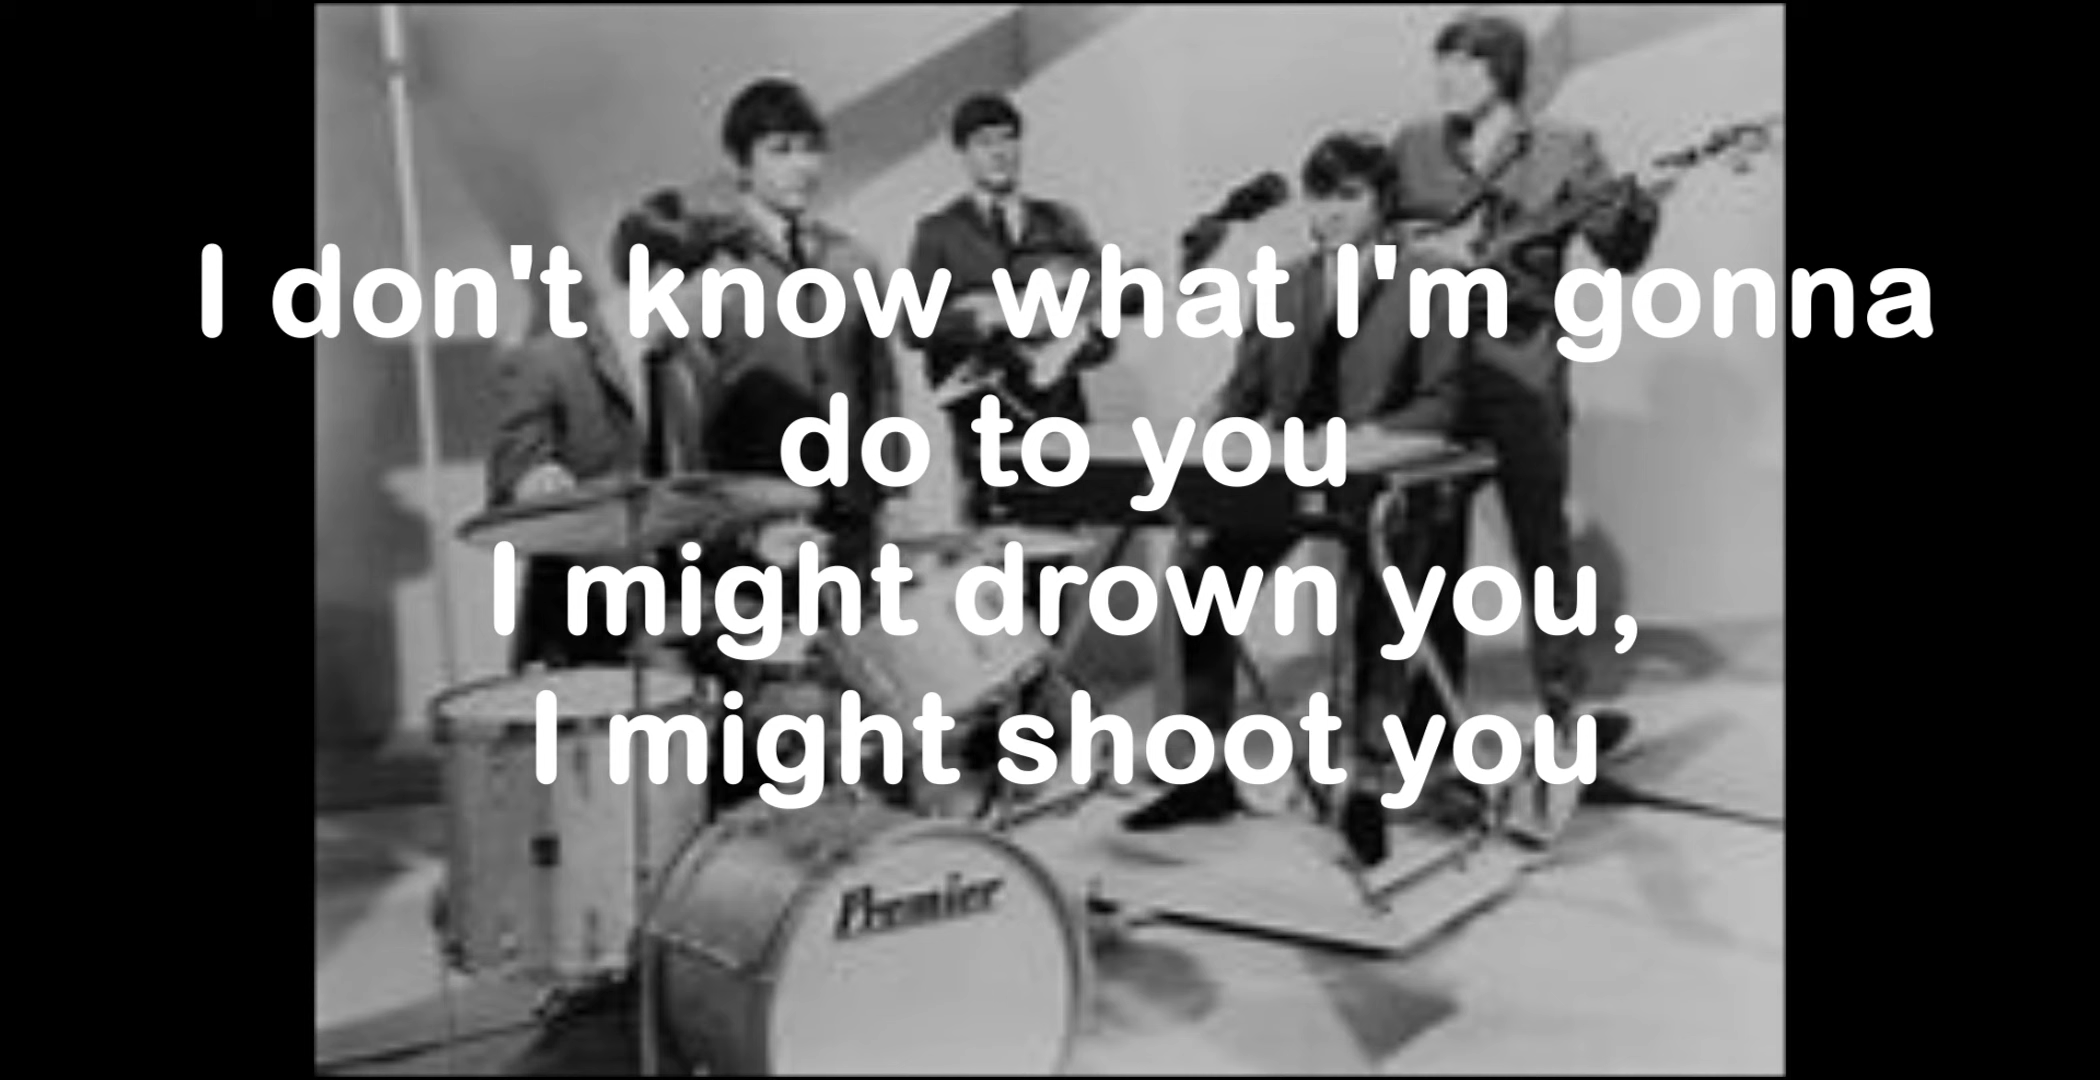 I don't know what I'm gonna
do to you
I might drown you,
I might shoot you
Premier